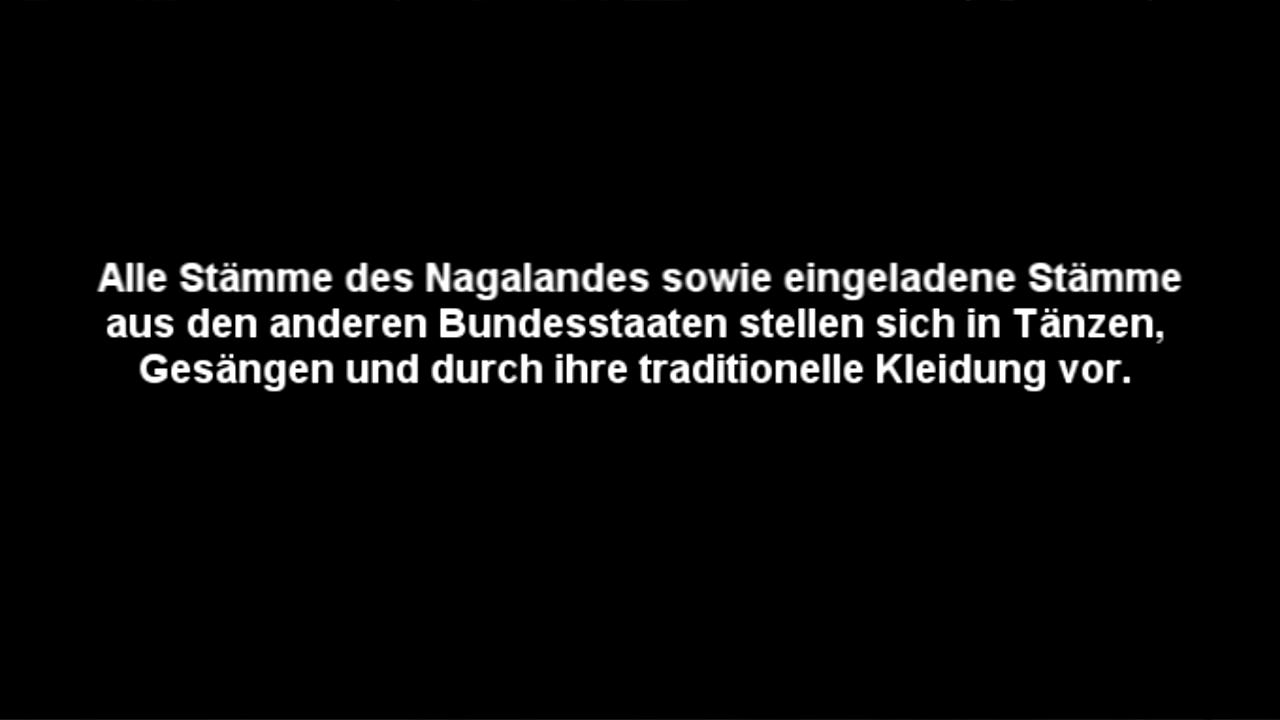 Alle Stämme des Nagalandes sowie eingeladene Stämme
aus den anderen Bundesstaaten stellen sich in Tänzen,
Gesängen und durch ihre traditionelle Kleidung vor.